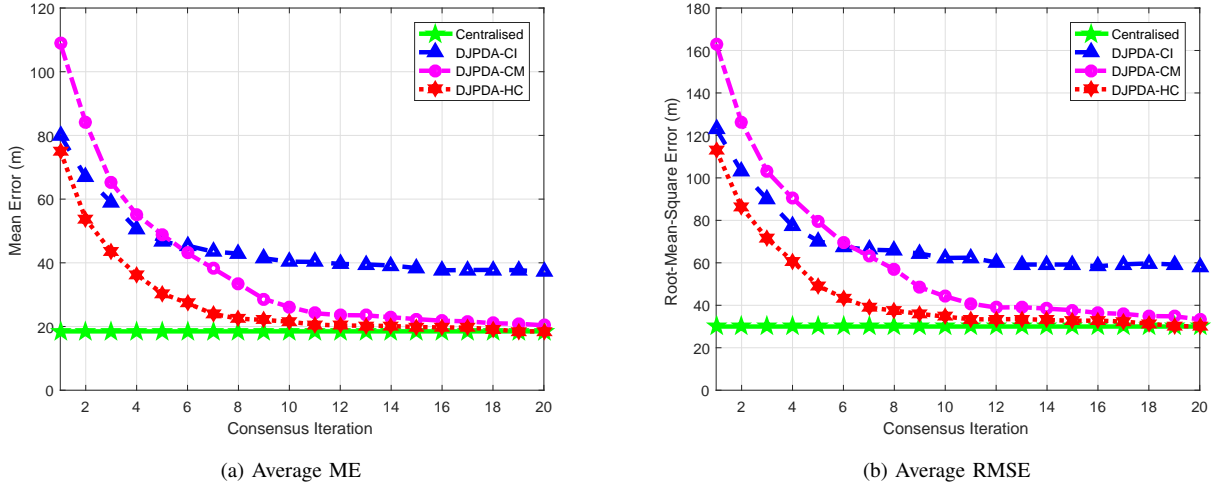 120
100
80
60
40
20
0
Mean Error (m)
2 4 6 8 10 12 14 16 18 20
Consensus Iteration
Centralised
DJPDA-CI
DJPDA-CM
DJPDA-HC
(a) Average ME
180
160
140
120
100
80
60
40
20
0
Root-Mean-Square Error (m)
2 4 6 8 10 12 14 16 18 20
Consensus Iteration
Centralised
DJPDA-CI
DJPDA-CM
DJPDA-HC
(b) Average RMSE